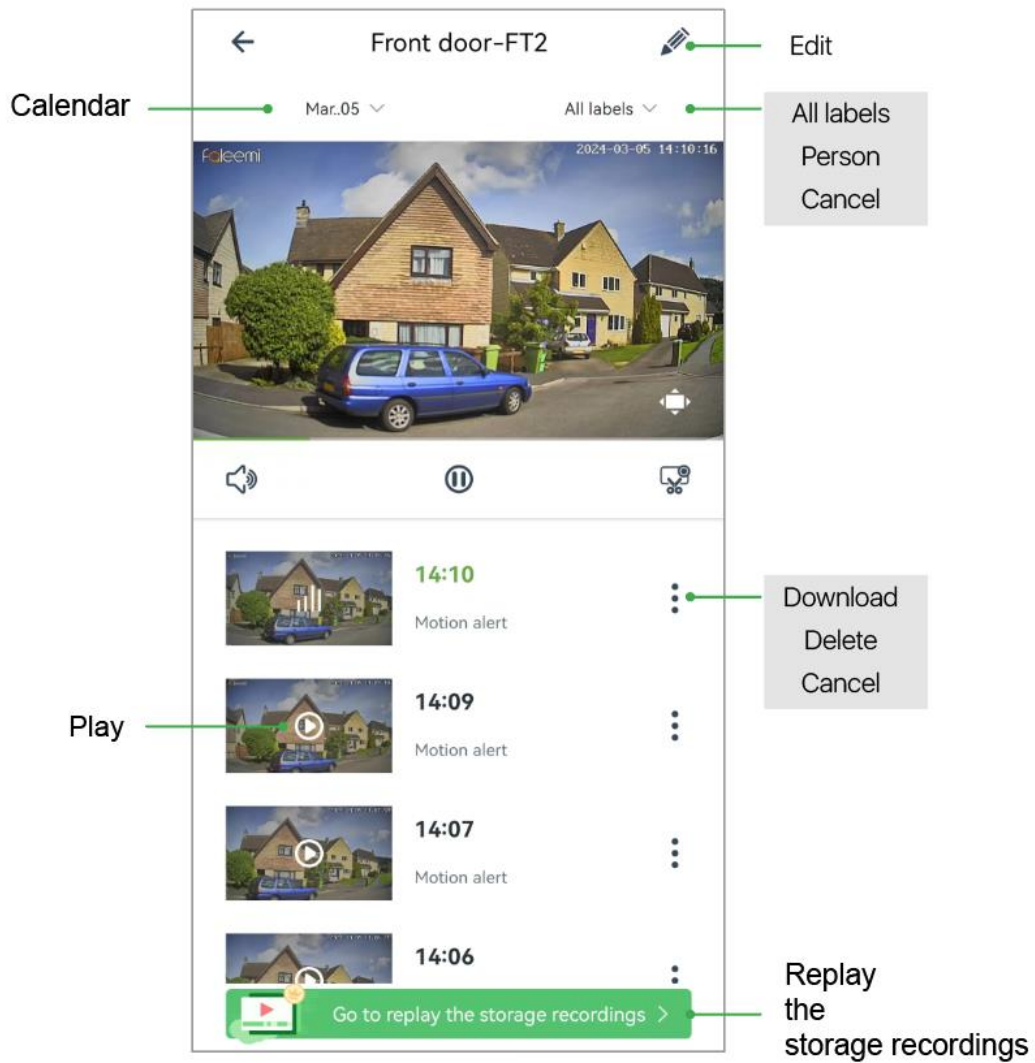 Front door-FT2
Edit
Calendar
Mar..05
All labels
All labels
Person
Cancel
Faleemi
2024-03-05 14:10:16
14:10
Motion alert
Download
Delete
Cancel
Play
14:09
Motion alert
14:07
Motion alert
14:06
Go to replay the storage recordings
Replay
the
storage recordings